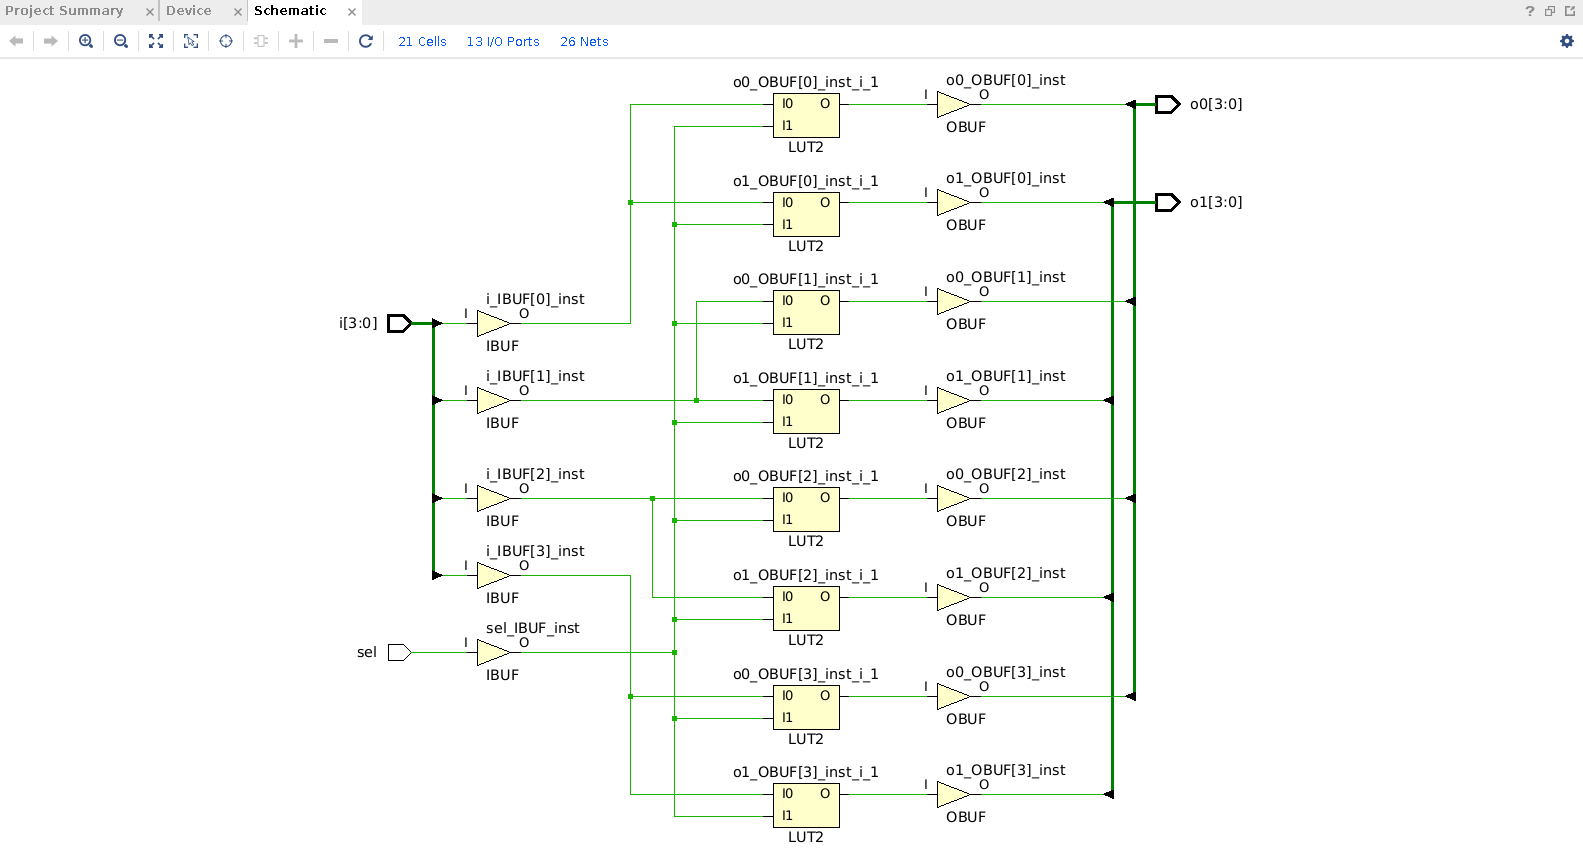 Project Summary × Device × Schematic ×
?
21 Cells 13 I/O Ports 26 Nets
o0_OBUF[0]_inst_i_1 o0_OBUF[0]_inst
I0 O I O o0[3:0]
I1 OBUF
LUT2
o1_OBUF[0]_inst_i_1 o1_OBUF[0]_inst
I0 O I O o1[3:0]
I1 OBUF
LUT2
o0_OBUF[1]_inst_i_1 o0_OBUF[1]_inst
I0 O I O
i_IBUF[0]_inst
i[3:0] I O I1 OBUF
IBUF LUT2
i_IBUF[1]_inst o1_OBUF[1]_inst_i_1 o1_OBUF[1]_inst
I O I0 O I O
IBUF I1 OBUF
LUT2
i_IBUF[2]_inst o0_OBUF[2]_inst_i_1 o0_OBUF[2]_inst
I O I0 O I O
IBUF I1 OBUF
LUT2
i_IBUF[3]_inst
I O o1_OBUF[2]_inst_i_1 o1_OBUF[2]_inst
IBUF I0 O I O
I1 OBUF
sel_IBUF_inst
LUT2
sel I O
IBUF o0_OBUF[3]_inst_i_1 o0_OBUF[3]_inst
I0 O I O
I1 OBUF
LUT2
o1_OBUF[3]_inst_i_1 o1_OBUF[3]_inst
I0 O I O
I1 OBUF
LUT2